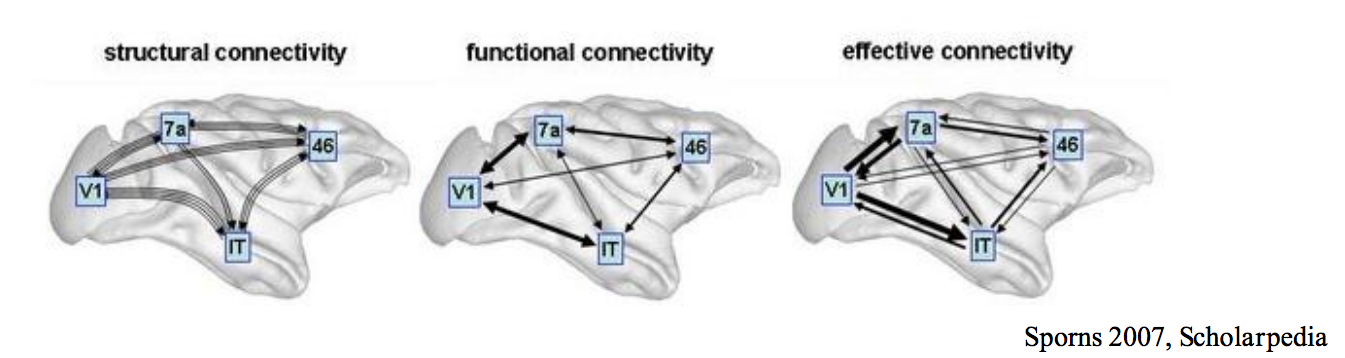 structural connectivity
functional connectivity
effective connectivity
7a
46
V1
IT
7a
46
V1
IT
7a
46
V1
IT
Sporns 2007, Scholarpedia